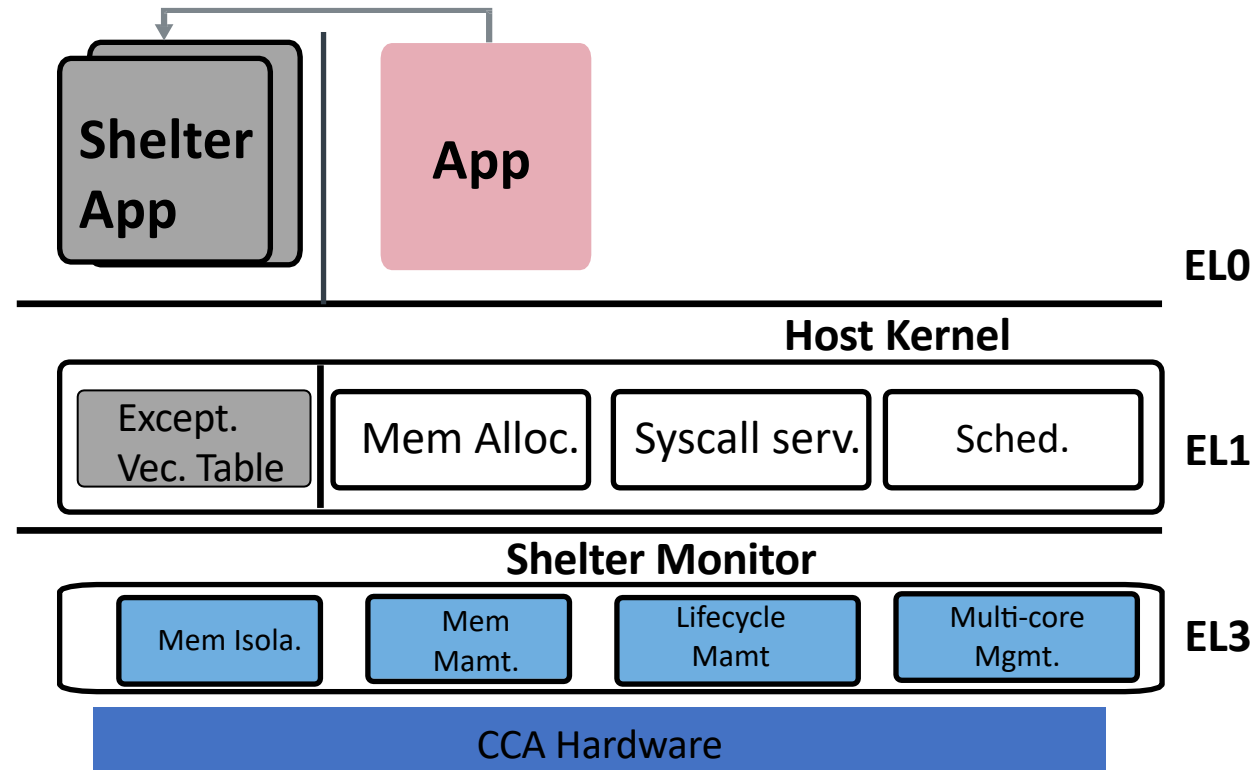 Shelter
App
App
EL0
Host Kernel
Except.
Vec. Table
Mem Alloc.
Syscall serv.
Sched.
EL1
Shelter Monitor
Mem Isola.
Mem
Mamt.
Lifecycle
Mamt
Multi-core
Mgmt.
EL3
CCA Hardware